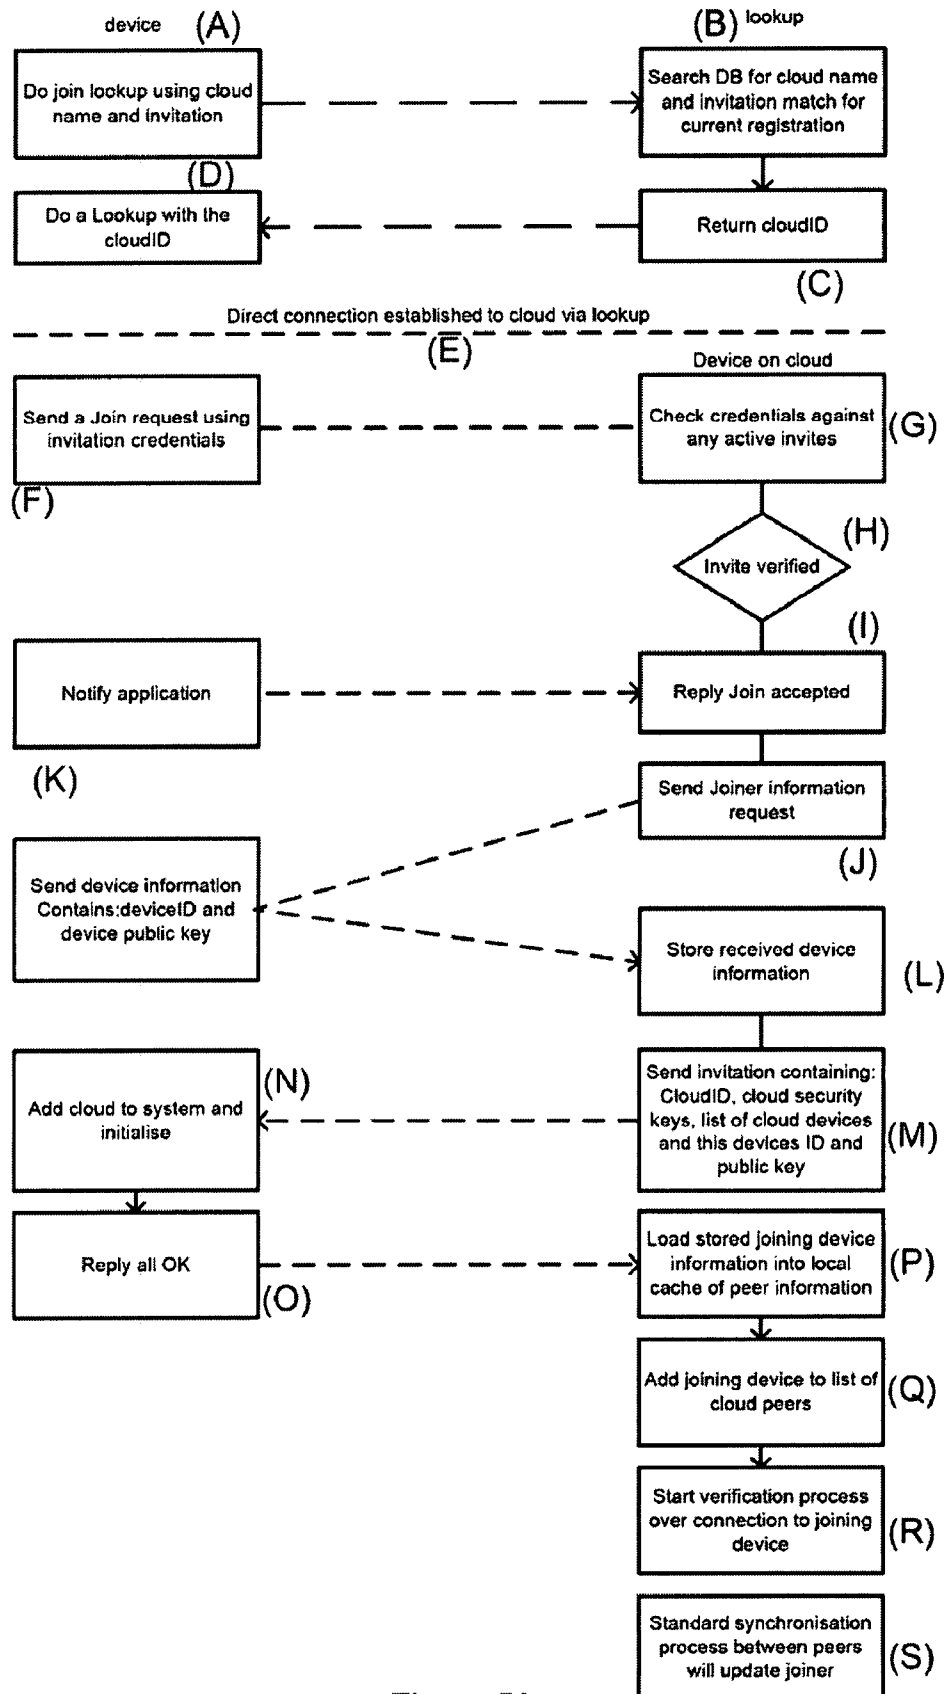 device (A)
(B) lookup
Do join lookup using cloud
name and invitation
Search DB for cloud name
and invitation match for
current registration
(D)
Do a Lookup with the
cloudID
Return cloudID
(C)
Direct connection established to cloud via lookup
(E)
Device on cloud
Send a Join request using
invitation credentials
Check credentials against
any active invites
(G)
(F)
(H)
Invite verified
(I)
Notify application
Reply Join accepted
(K)
Send Joiner information
request
(J)
Send device information
Contains:deviceID and
device public key
Store received device
information
(L)
Add cloud to system and
initialise
(N)
Send invitation containing:
CloudID, cloud security
keys, list of cloud devices
and this devices ID and
public key
(M)
Reply all OK
(O)
Load stored joining device
information into local
cache of peer information
(P)
Add joining device to list of
cloud peers
(Q)
Start verification process
over connection to joining
device
(R)
Standard synchronisation
process between peers
will update joiner
(S)